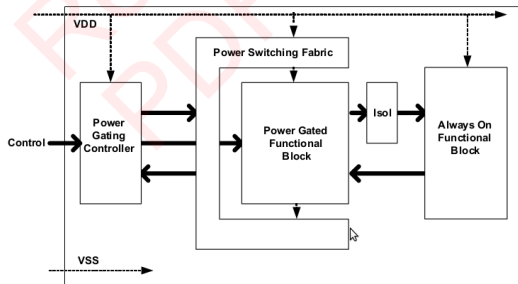 VDD
Power Switching Fabric
Control
Power
Gating
Controller
Power Gated
Functional
Block
Isol
Always On
Functional
Block
VSS